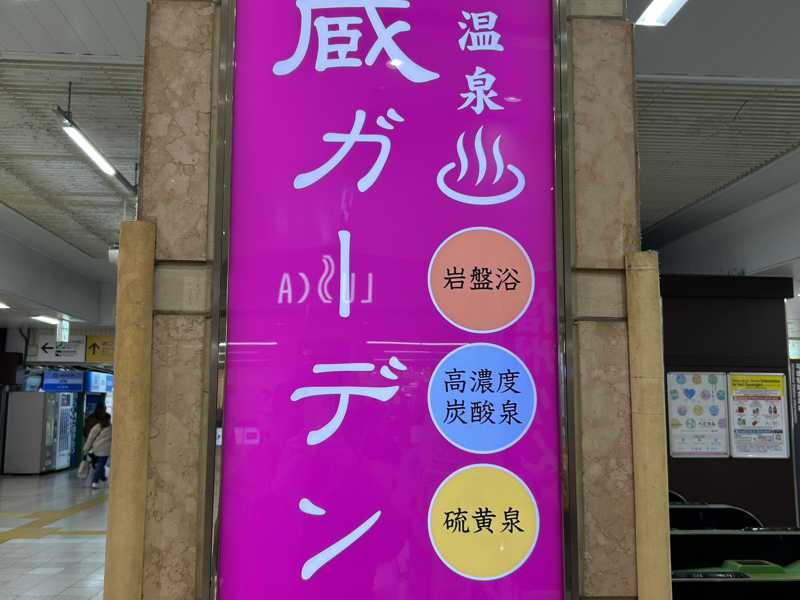 蔵ガーデン
温泉
岩盤浴
高濃度
炭酸泉
硫黄泉
LUSCA